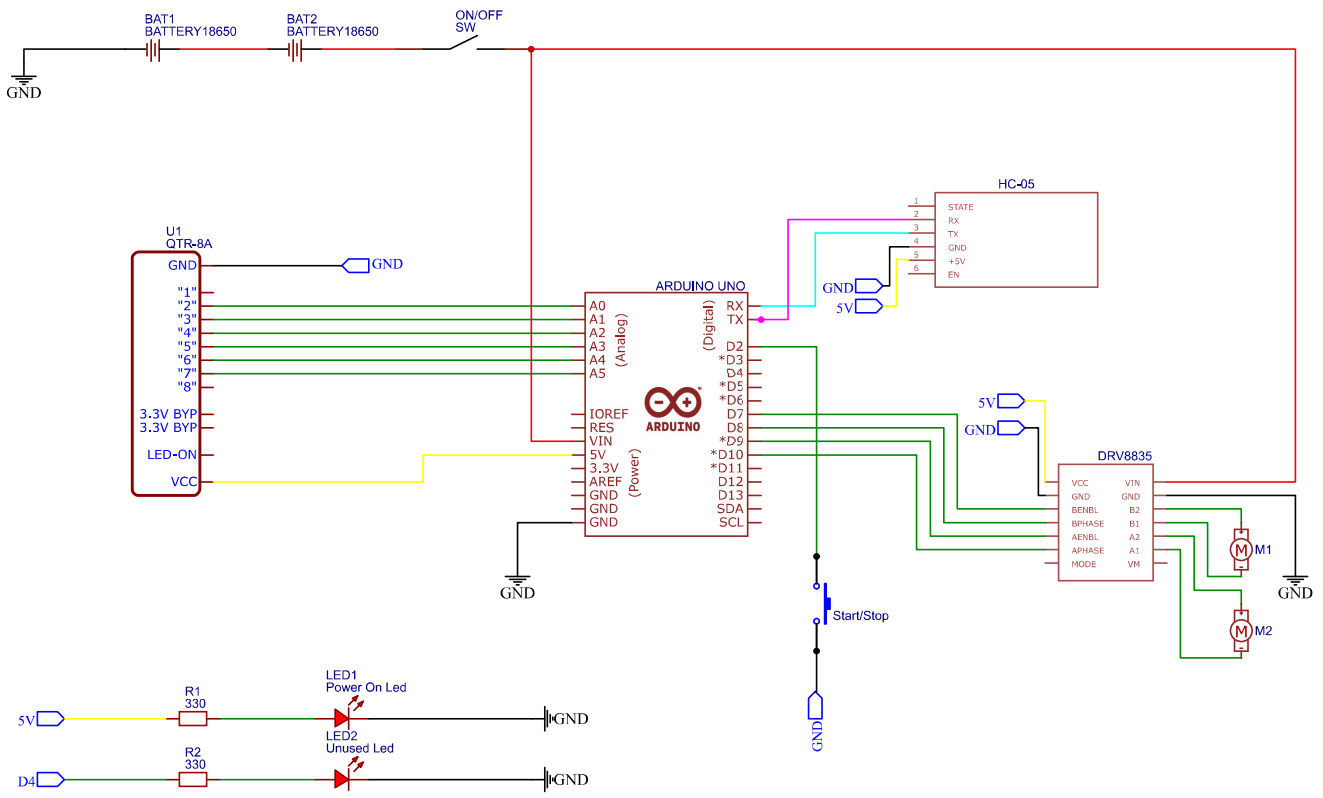 BAT1
BATTERY18650
BAT2
BATTERY18650
ON/OFF
SW
GND
HC-05
1 STATE
2 RX
3 TX
4 GND
5 +5V
6 EN
GND
5V
U1
QTR-8A
GND
"1"
"2"
"3"
"4"
"5"
"6"
"7"
"8"
3.3V BYP
3.3V BYP
LED-ON
VCC
GND
ARDUINO UNO
A0
A1
A2
A3
A4
A5
(Analog)
IOREF
RES
VIN
5V
3.3V
AREF
GND
GND
GND
(Power)
ARDUINO
(Digital)
RX
TX
D2
*D3
D4
*D5
*D6
D7
D8
*D9
*D10
*D11
D12
D13
SDA
SCL
GND
5V
GND
DRV8835
VCC
GND
BENBL
BPHASE
AENBL
APHASE
MODE
VIN
GND
B2
B1
A2
A1
VM
M M1
M M2
GND
Start/Stop
GND
LED1
Power On Led
R1
330
5V
GND
LED2
Unused Led
R2
330
D4
GND